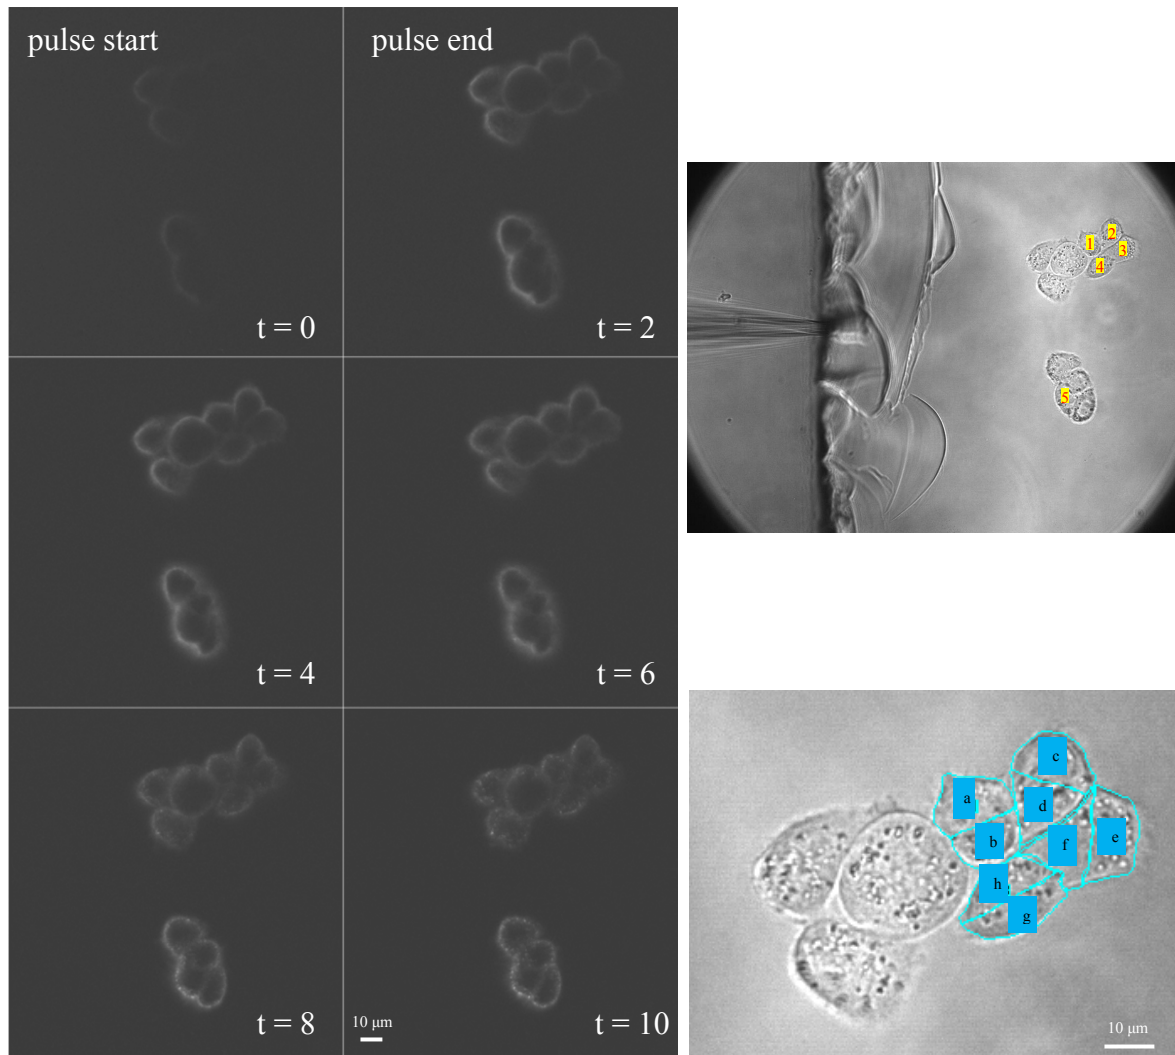 pulse start
pulse end
t = 0
t = 2
t = 4
t = 6
t = 8
10 μm
t = 10
1
2
3
4
5
c
a
d
b
f
e
h
g
10 μm